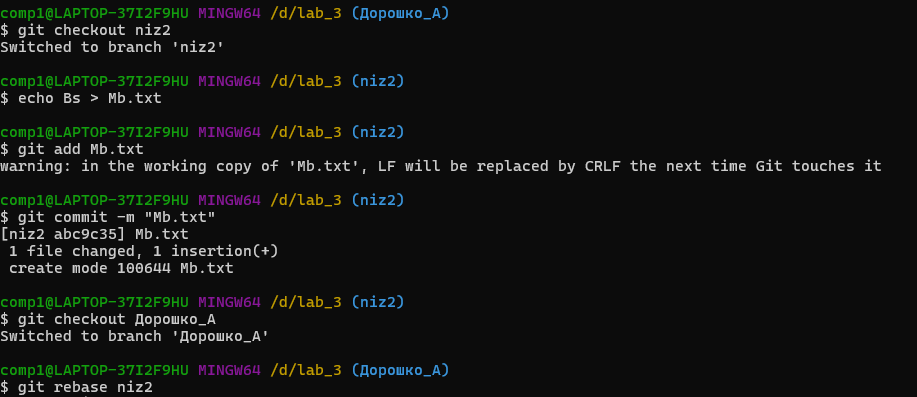 comp1@LAPTOP-37I2F9HU MINGW64 /d/lab_3 (Дорошко_А)
$ git checkout niz2
Switched to branch 'niz2'
comp1@LAPTOP-37I2F9HU MINGW64 /d/lab_3 (niz2)
$ echo Bs > Mb.txt
comp1@LAPTOP-37I2F9HU MINGW64 /d/lab_3 (niz2)
$ git add Mb.txt
warning: in the working copy of 'Mb.txt', LF will be replaced by CRLF the next time Git touches it
comp1@LAPTOP-37I2F9HU MINGW64 /d/lab_3 (niz2)
$ git commit -m "Mb.txt"
[niz2 abc9c35] Mb.txt
1 file changed, 1 insertion(+)
create mode 100644 Mb.txt
comp1@LAPTOP-37I2F9HU MINGW64 /d/lab_3 (niz2)
$ git checkout Дорошко_А
Switched to branch 'Дорошко_А'
comp1@LAPTOP-37I2F9HU MINGW64 /d/lab_3 (Дорошко_А)
$ git rebase niz2